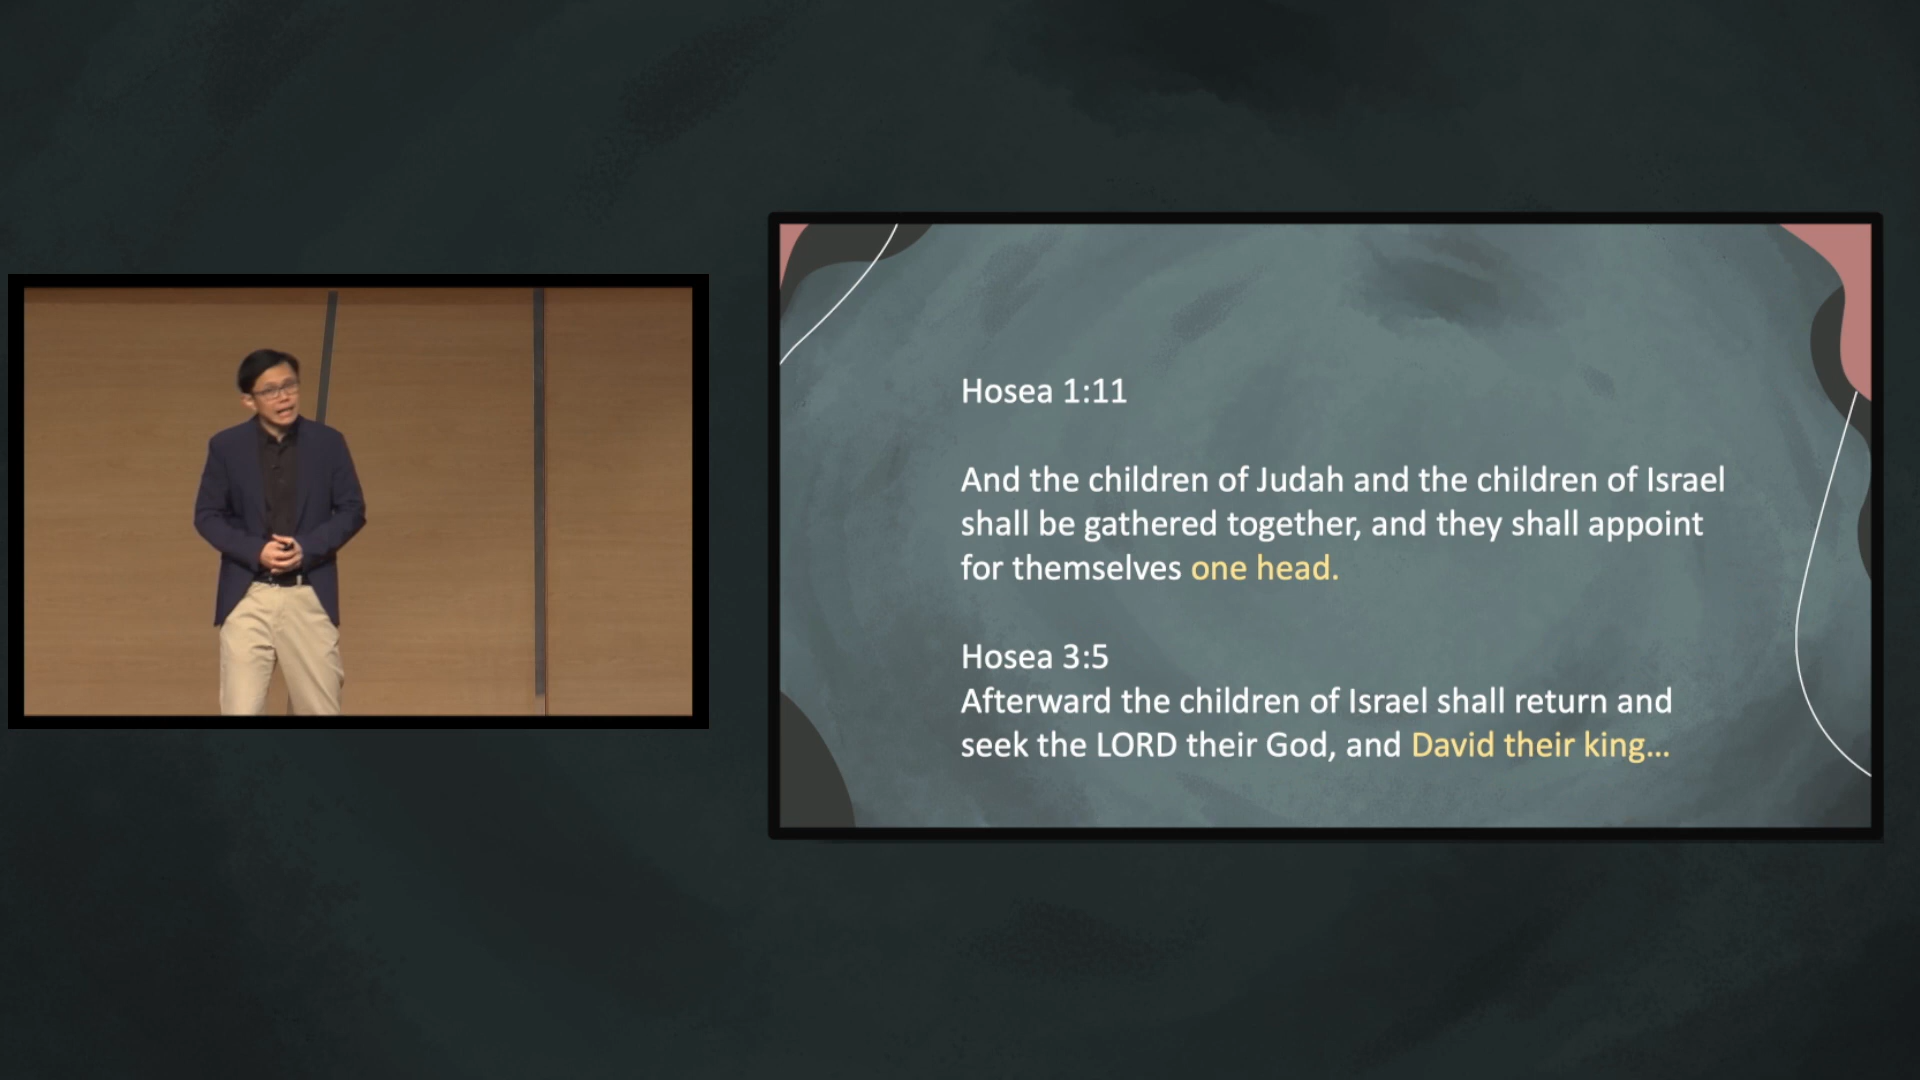 Hosea 1:11
And the children of Judah and the children of Israel
shall be gathered together, and they shall appoint
for themselves one head.
Hosea 3:5
Afterward the children of Israel shall return and
seek the LORD their God, and David their king...